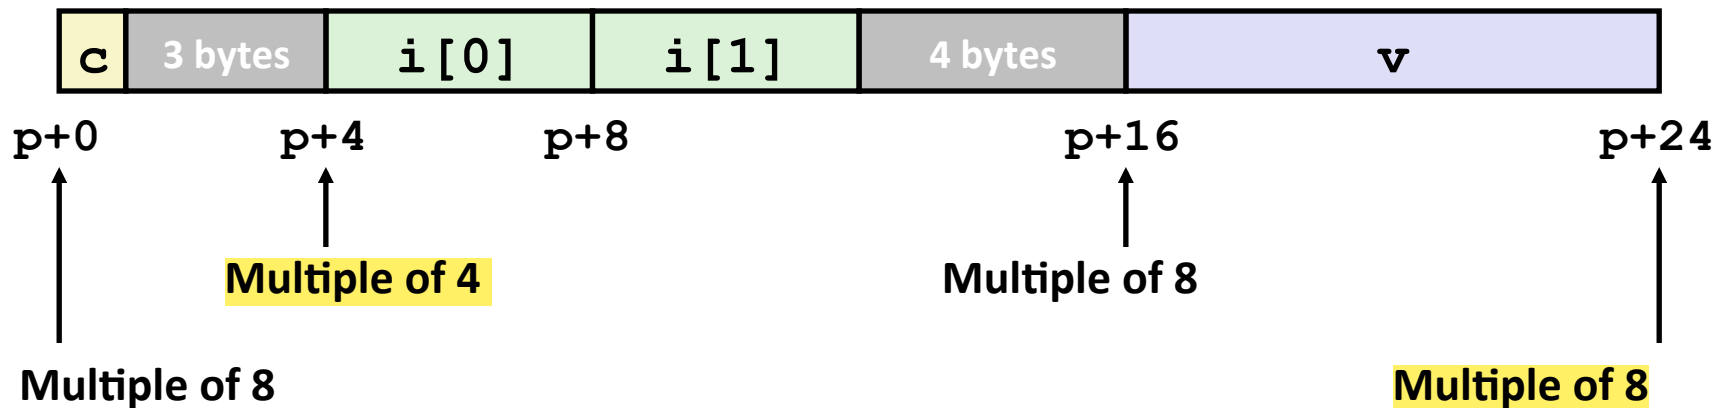 c 3 bytes i[0] i[1] 4 bytes v
p+0 p+4 p+8 p+16 p+24
Multiple of 4 Multiple of 8
Multiple of 8 Multiple of 8